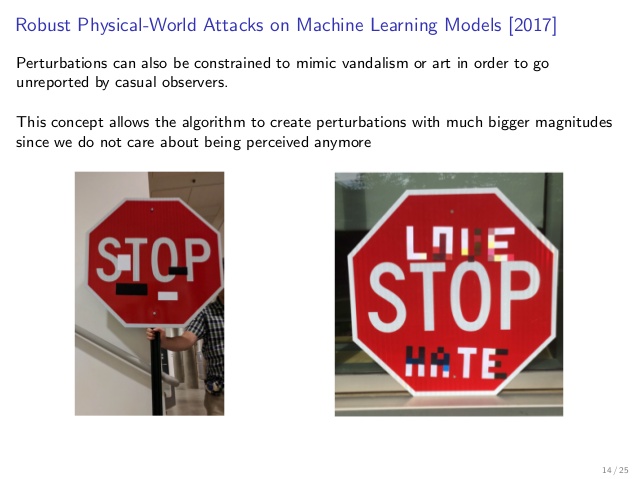 Robust Physical-World Attacks on Machine Learning Models [2017]
Perturbations can also be constrained to mimic vandalism or art in order to go
unreported by casual observers.
This concept allows the algorithm to create perturbations with much bigger magnitudes
since we do not care about being perceived anymore
STOP
LOVE
STOP
HATE
14 / 25